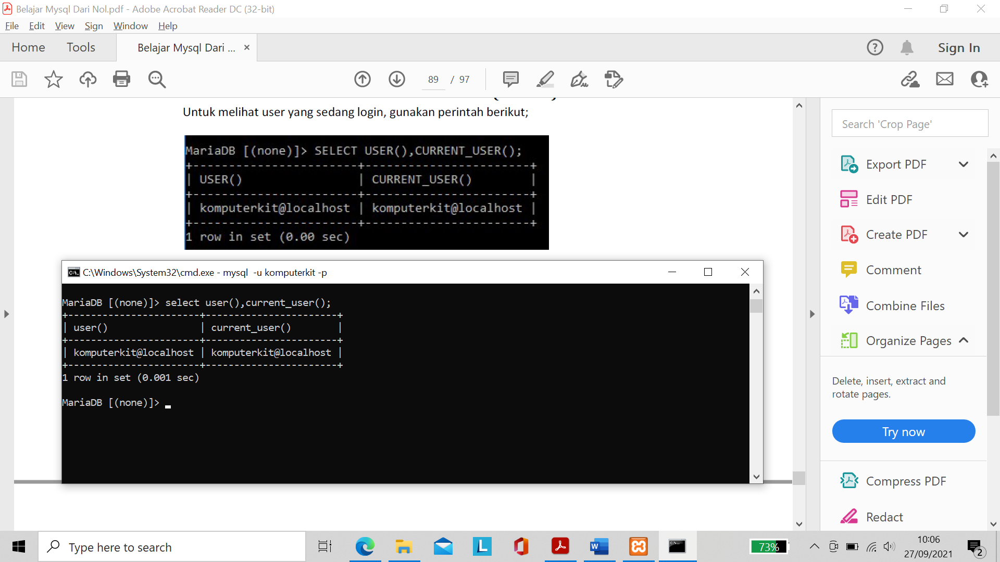 Belajar Mysql Dari Nol.pdf - Adobe Acrobat Reader DC (32-bit)
File Edit View Sign Window Help
Home Tools Belajar Mysql Dari ... × Sign In
89 / 97
Untuk melihat user yang sedang login, gunakan perintah berikut;
MariaDB [(none)]> SELECT USER(),CURRENT_USER();
+-----------------------+-----------------------+
| USER() | CURRENT_USER() |
+-----------------------+-----------------------+
| komputerkit@localhost | komputerkit@localhost |
+-----------------------+-----------------------+
1 row in set (0.00 sec)
C:\Windows\System32\cmd.exe - mysql  -u komputerkit -p
MariaDB [(none)]> select user(),current_user();
+-----------------------+-----------------------+
| user() | current_user() |
+-----------------------+-----------------------+
| komputerkit@localhost | komputerkit@localhost |
+-----------------------+-----------------------+
1 row in set (0.001 sec)
MariaDB [(none)]>
Search 'Crop Page'
Export PDF
Edit PDF
Create PDF
Comment
Combine Files
Organize Pages
Delete, insert, extract and
rotate pages.
Try now
Compress PDF
Redact
Type here to search
73%
10:06
27/09/2021
2